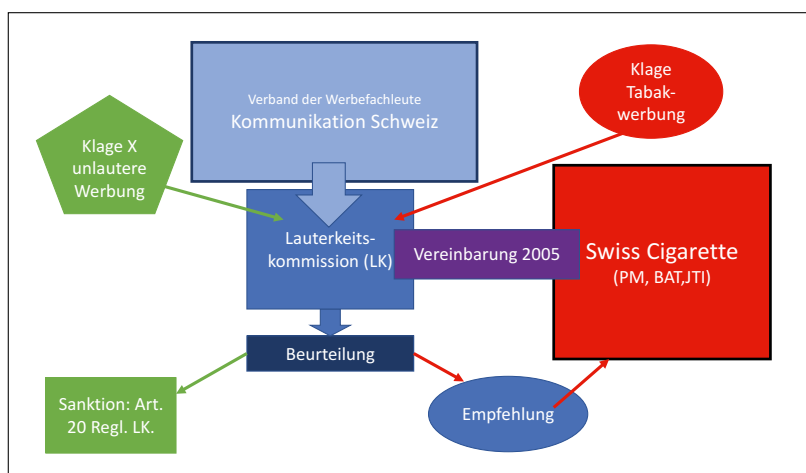 Verband der Werbefachleute
Kommunikation Schweiz
Klage
Tabak-
werbung
Klage X
unlautere
Werbung
Lauterkeits-
kommission (LK)
Vereinbarung 2005
Swiss Cigarette
(PM, BAT,JTI)
Beurteilung
Sanktion: Art.
20 Regl. LK.
Empfehlung